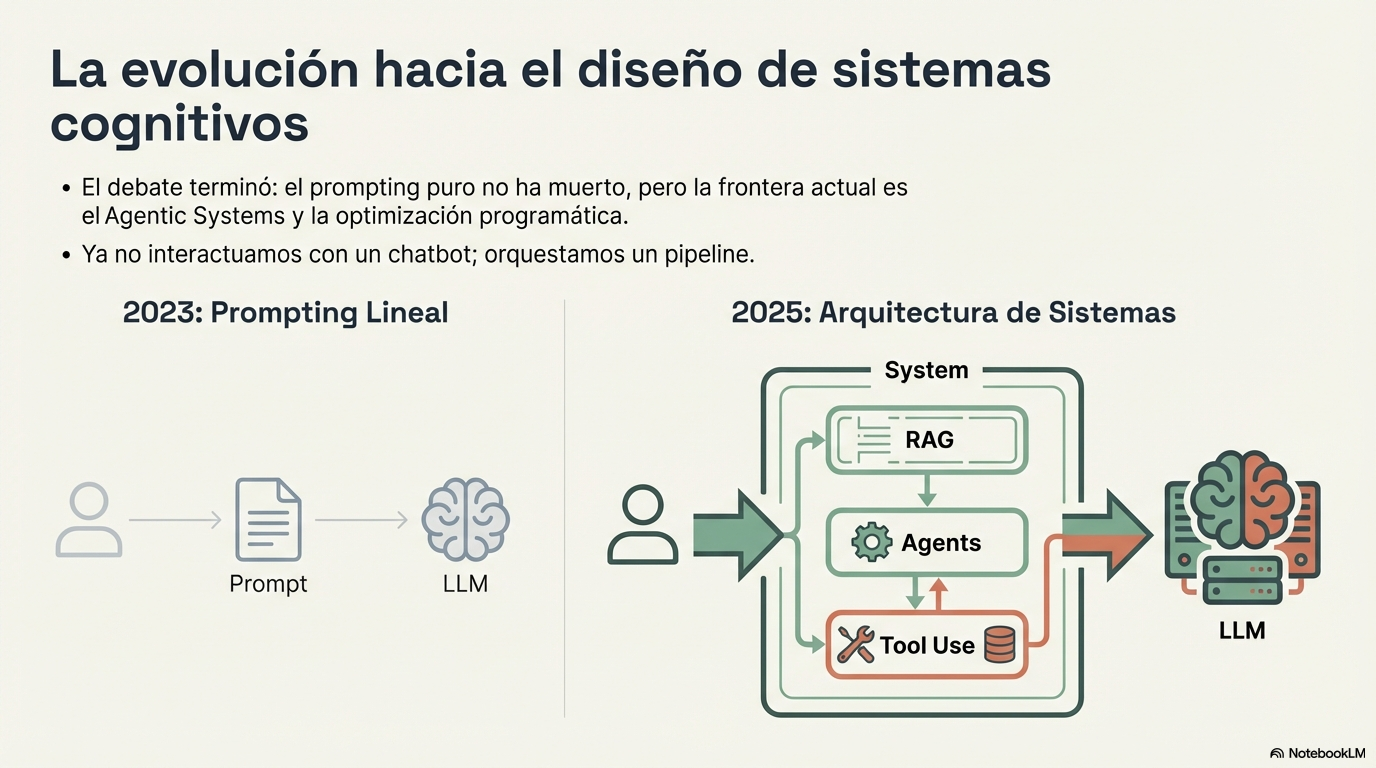 La evolución hacia el diseño de sistemas
cognitivos
• El debate terminó: el prompting puro no ha muerto, pero la frontera actual es
el Agentic Systems y la optimización programática.
• Ya no interactuamos con un chatbot; orquestamos un pipeline.
2023: Prompting Lineal
Prompt
LLM
2025: Arquitectura de Sistemas
System
RAG
Agents
Tool Use
LLM
NotebookLM